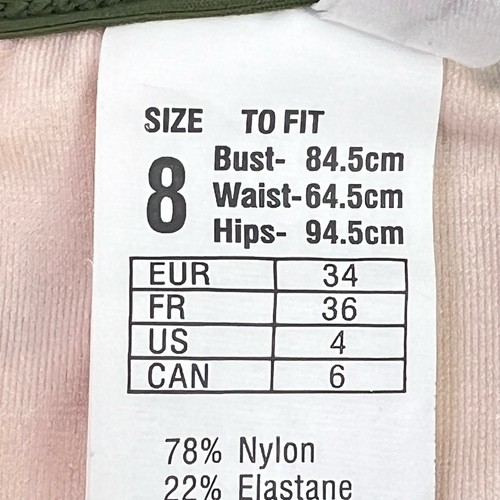 SIZE TO FIT
8 Bust- 84.5cm
Waist-64.5cm
Hips- 94.5cm
EUR 34
FR 36
US 4
CAN 6
78% Nylon
22% Elastane